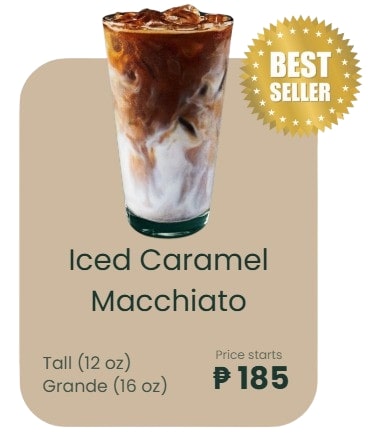 BEST
SELLER
Iced Caramel
Macchiato
Tall (12 oz)
Grande (16 oz)
Price starts
₱ 185